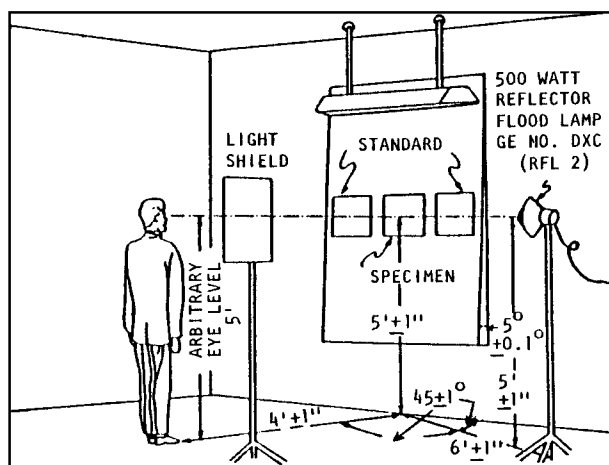 500 WATT
REFLECTOR
FLOOD LAMP
GE NO. DXC
(RFL 2)
LIGHT
SHIELD
STANDARD
SPECIMEN
ARBITRARY
EYE LEVEL
5'
5'±1"
5°
±0.1°
5'
±1"
45±1°
4'±1"
6'±1"